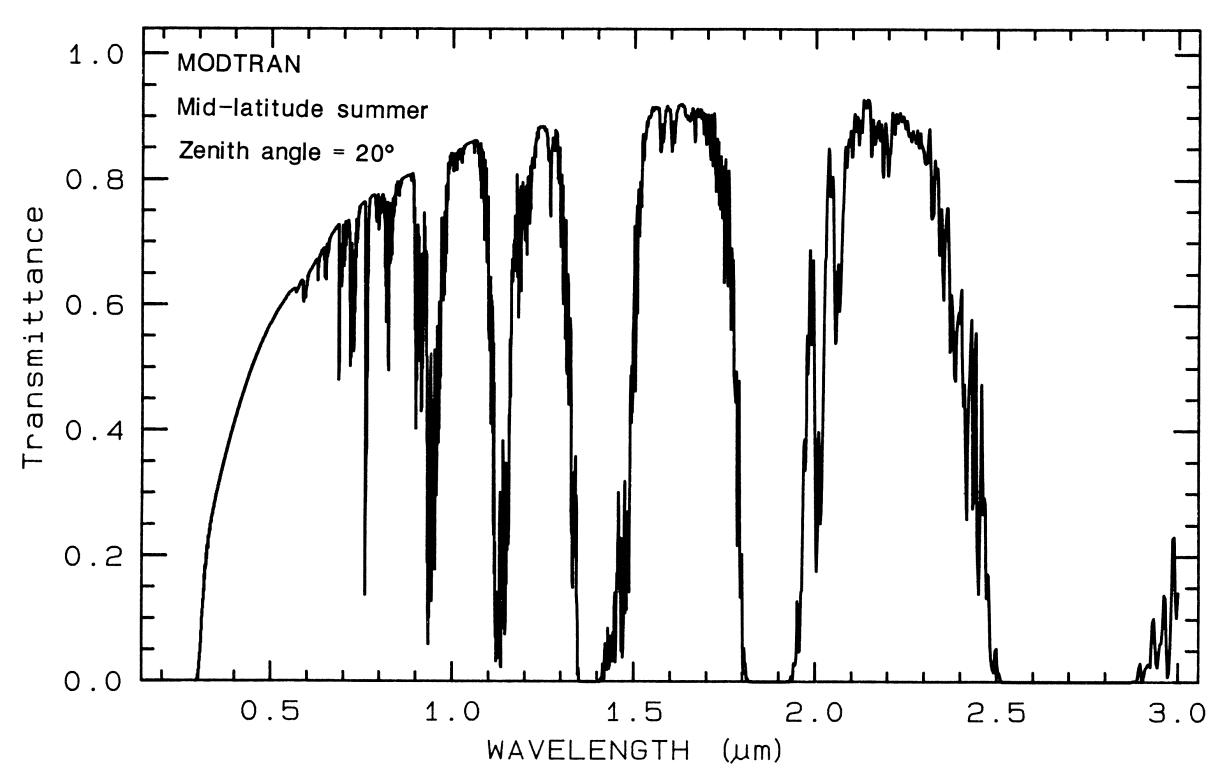 1.0
MODTRAN
Mid-latitude summer
Zenith angle = 20°
0.8
0.6
0.4
0.2
0.0
Transmittance
0.5 1.0 1.5 2.0 2.5 3.0
WAVELENGTH (μm)